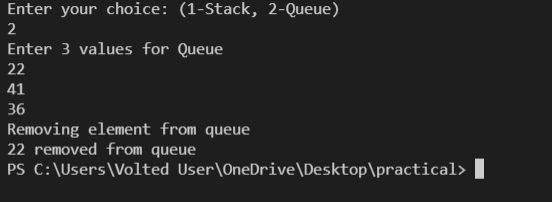 Enter your choice: (1-Stack, 2-Queue)
2
Enter 3 values for Queue
22
41
36
Removing element from queue
22 removed from queue
PS C:\Users\Volted User\OneDrive\Desktop\practical>